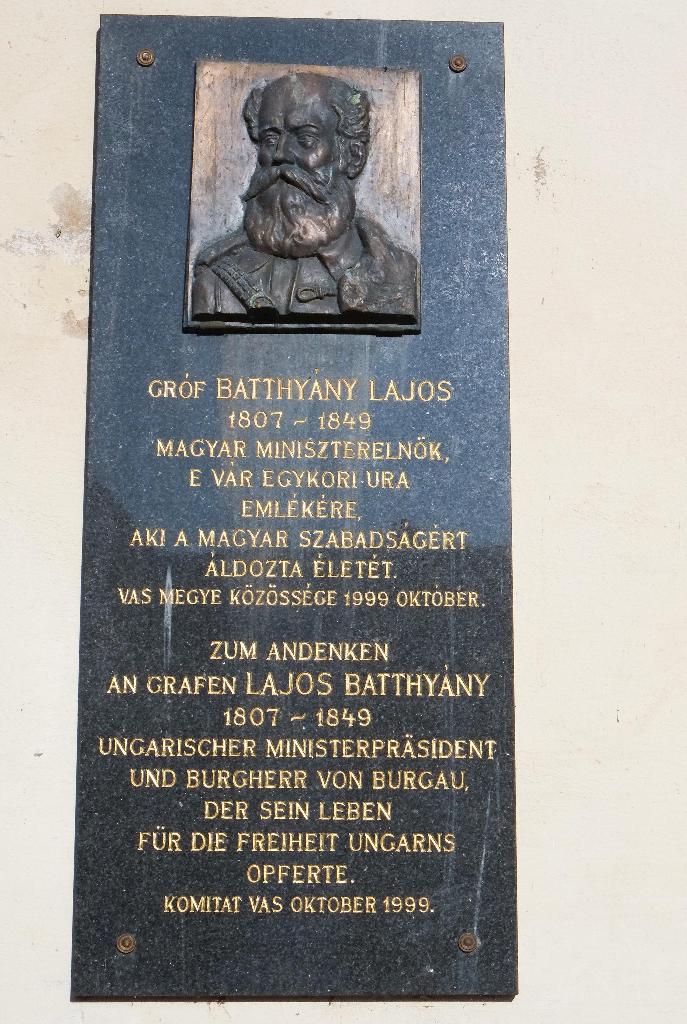 GRÓF BATTHYÁNY LAJOS
1807 ~ 1849
MAGYAR MINISZTERELNÖK,
E VÁR EGYKORI URA
EMLÉKÉRE,
AKI A MAGYAR SZABADSÁGÉRT
ÁLDOZTA ÉLETÉT.
VAS MEGYE KÖZÖSSÉGE 1999 OKTÓBER.
ZUM ANDENKEN
AN GRAFEN LAJOS BATTHYÁNY
1807 ~ 1849
UNGARISCHER MINISTERPRÄSIDENT
UND BURGHERR VON BURGAU,
DER SEIN LEBEN
FÜR DIE FREIHEIT UNGARNS
OPFERTE.
KOMITAT VAS OKTOBER 1999.